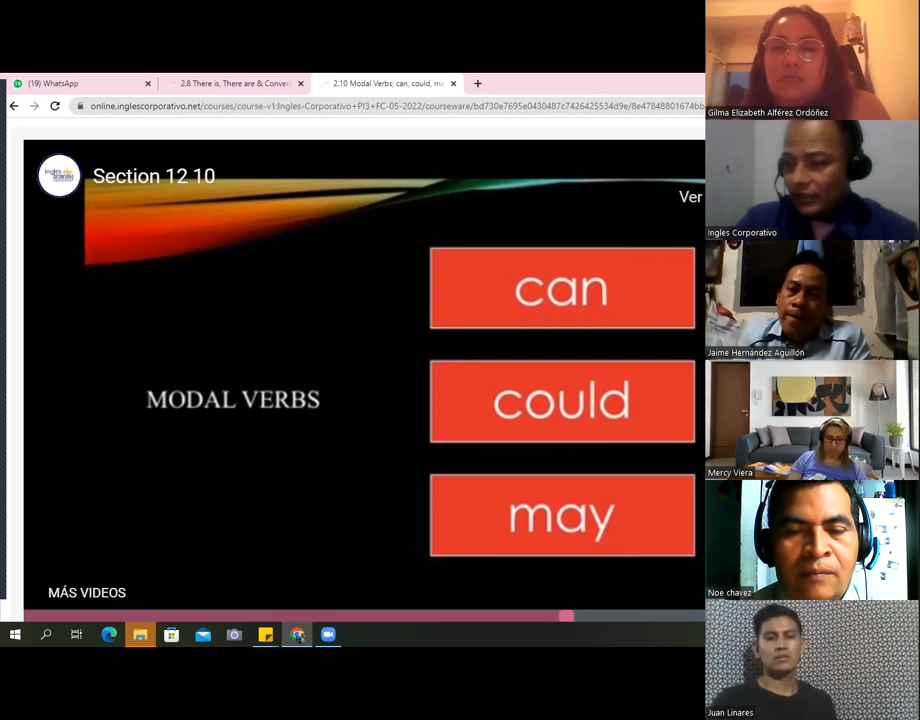 (19) WhatsApp
2.8 There is, There are & Convers
2.10 Modal Verbs; can, could, ma
online.inglescorporativo.net/courses/course-v1:Ingles-Corporativo+PI3+FC-05-2022/courseware/bd730e7695e0430487c7426425534d9e/8e47848801674bb
Section 12 10
Ver
can
MODAL VERBS
could
may
MÁS VIDEOS
Gilma Elizabeth Alférez Ordóñez
Ingles Corporativo
Jaime Hernández Aguillón
Mercy Viera
Noe chavez
Juan Linares